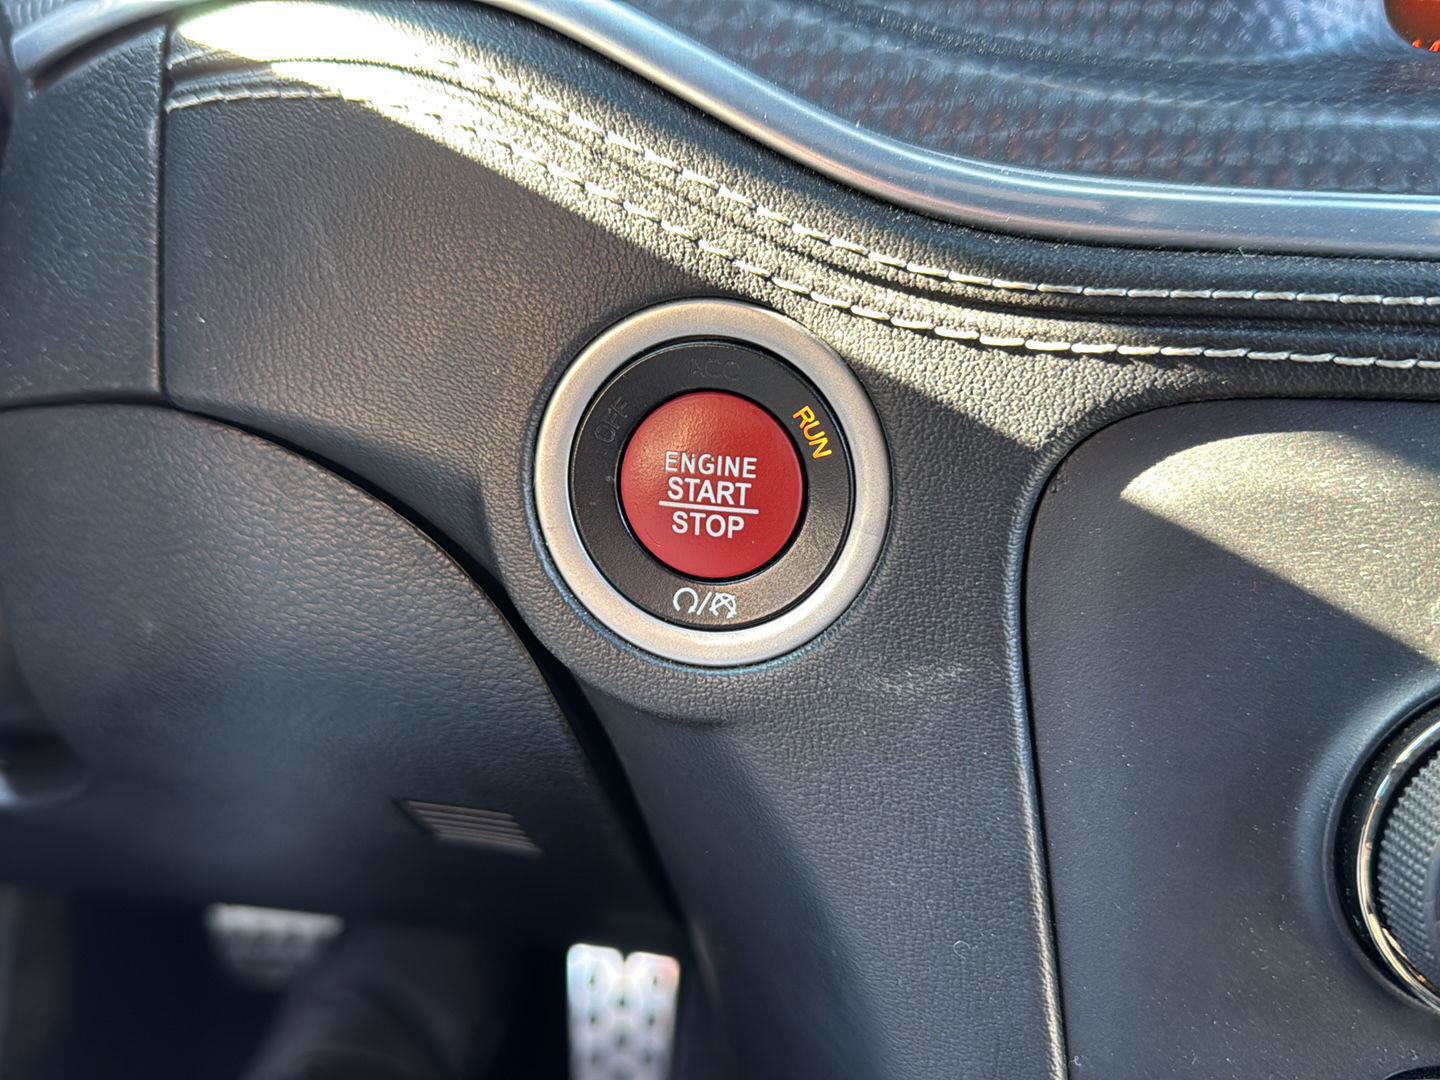 ACC
OFF
RUN
ENGINE
START
STOP